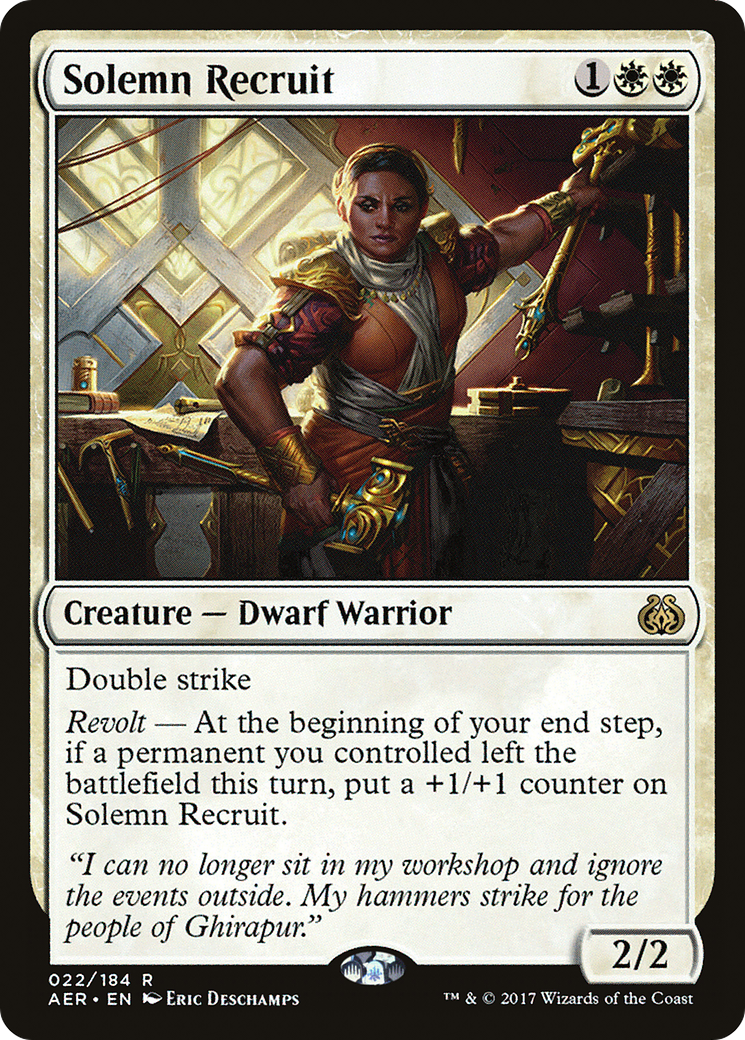 Solemn Recruit 1
Creature — Dwarf Warrior
Double strike
Revolt — At the beginning of your end step,
if a permanent you controlled left the
battlefield this turn, put a +1/+1 counter on
Solemn Recruit.
“I can no longer sit in my workshop and ignore
the events outside. My hammers strike for the
people of Ghirapur.”
2/2
022/184 R
AER • EN Eric Deschamps
™ & © 2017 Wizards of the Coast